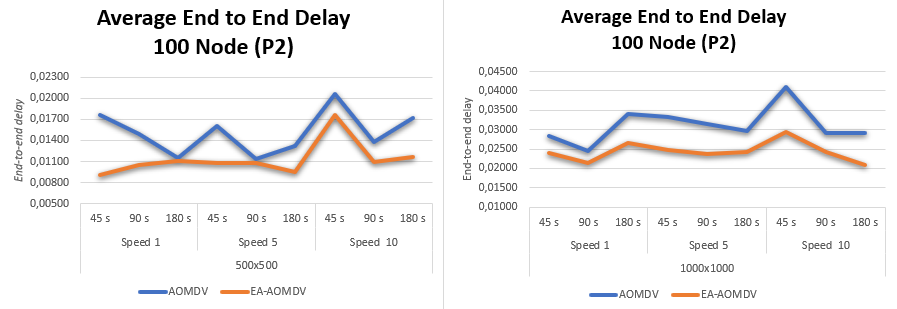 Average End to End Delay
100 Node (P2)
End-to-end delay
0,02300
0,02000
0,01700
0,01400
0,01100
0,00800
0,00500
45 s 90 s 180 s 45 s 90 s 180 s 45 s 90 s 180 s
Speed 1 Speed 5 Speed 10
500x500
AOMDV EA-AOMDV
Average End to End Delay
100 Node (P2)
End-to-end delay
0,04500
0,04000
0,03500
0,03000
0,02500
0,02000
0,01500
0,01000
45 s 90 s 180 s 45 s 90 s 180 s 45 s 90 s 180 s
Speed 1 Speed 5 Speed 10
1000x1000
AOMDV EA-AOMDV